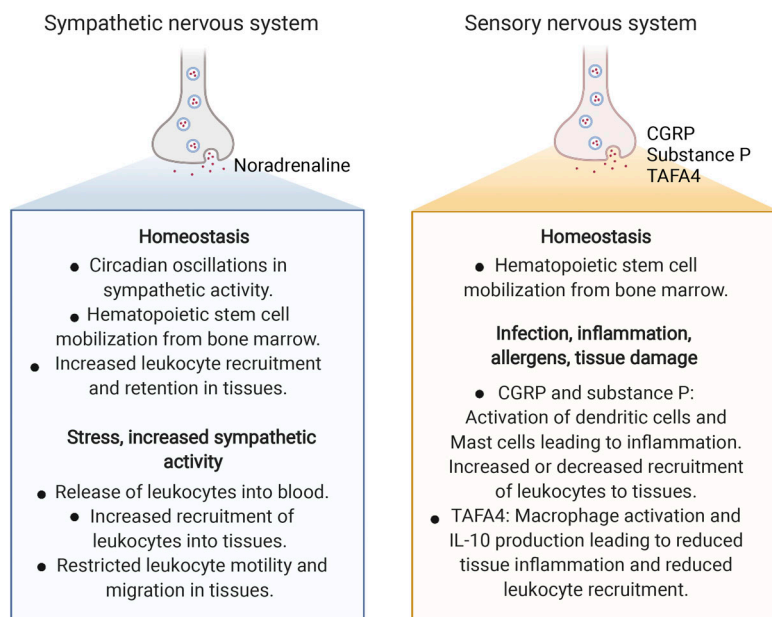 Sympathetic nervous system
Noradrenaline
Homeostasis
● Circadian oscillations in
sympathetic activity.
● Hematopoietic stem cell
mobilization from bone marrow.
● Increased leukocyte recruitment
and retention in tissues.
Stress, increased sympathetic
activity
● Release of leukocytes into blood.
● Increased recruitment of
leukocytes into tissues.
● Restricted leukocyte motility and
migration in tissues.
Sensory nervous system
CGRP
Substance P
TAFA4
Homeostasis
● Hematopoietic stem cell
mobilization from bone marrow.
Infection, inflammation,
allergens, tissue damage
● CGRP and substance P:
Activation of dendritic cells and
Mast cells leading to inflammation.
Increased or decreased recruitment
of leukocytes to tissues.
● TAFA4: Macrophage activation and
IL-10 production leading to reduced
tissue inflammation and reduced
leukocyte recruitment.